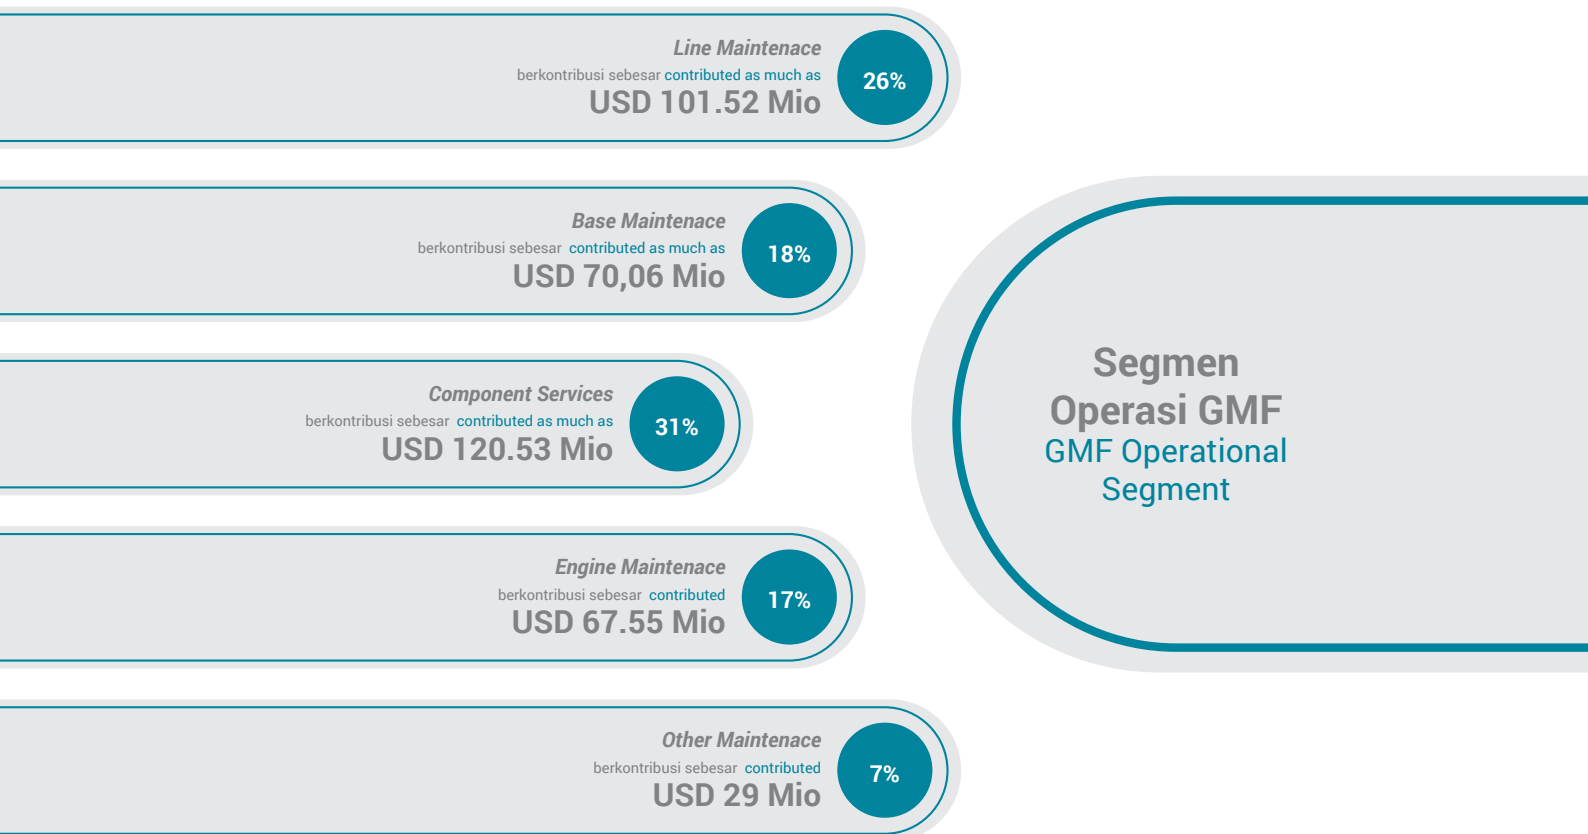 Line Maintenace
berkontribusi sebesar contributed as much as
USD 101.52 Mio
26%
Base Maintenace
berkontribusi sebesar contributed as much as
USD 70,06 Mio
18%
Component Services
berkontribusi sebesar contributed as much as
USD 120.53 Mio
31%
Engine Maintenace
berkontribusi sebesar contributed
USD 67.55 Mio
17%
Other Maintenace
berkontribusi sebesar contributed
USD 29 Mio
7%
Segmen
Operasi GMF
GMF Operational
Segment